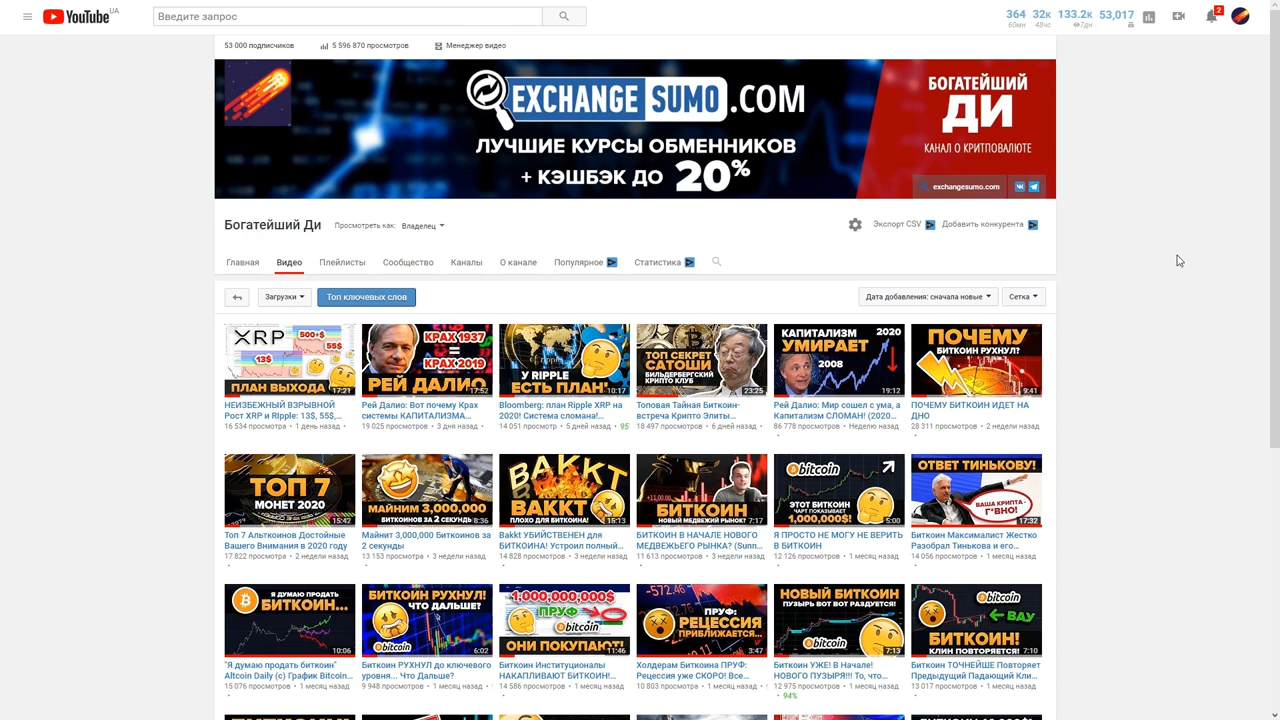 YouTube UA
Введите запрос
364 32к 133.2к 53,017
60мн 48чс 7дн
2
53 000 подписчиков 5 596 870 просмотров Менеджер видео
EXCHANGE SUMO.COM
ЛУЧШИЕ КУРСЫ ОБМЕННИКОВ
+ КЭШБЭК ДО 20%
БОГАТЕЙШИЙ
ДИ
КАНАЛ О КРИПТОВАЛЮТЕ
exchangesumo.com
Богатейший Ди Просмотреть как: Владелец
Экспорт CSV Добавить конкурента
Главная Видео Плейлисты Сообщество Каналы О канале Популярное Статистика
Загрузки Топ ключевых слов Дата добавления: сначала новые Сетка
XRP 500+$ 55$ 13$ ПЛАН ВЫХОДА 17:21
КРАХ 1937 = КРАХ 2019 РЕЙ ДАЛИО 17:52
У RIPPLE ЕСТЬ ПЛАН! 10:17
ТОП СЕКРЕТ САТОШИ БИЛЬДЕРБЕРГСКИЙ КРИПТО КЛУБ 23:25
КАПИТАЛИЗМ УМИРАЕТ 2020 2008 19:12
ПОЧЕМУ БИТКОИН РУХНУЛ? 9:41
НЕИЗБЕЖНЫЙ ВЗРЫВНОЙ Рост XRP и Ripple: 13$, 55$,...
16 534 просмотра • 1 день назад •
Рей Далио: Вот почему Крах системы КАПИТАЛИЗМА...
19 025 просмотров • 3 дня назад •
Bloomberg: план Ripple XRP на 2020! Система сломана!...
14 051 просмотр • 5 дней назад • 95
Топовая Тайная Биткоин-встреча Крипто Элиты...
18 497 просмотров • 6 дней назад •
Рей Далио: Мир сошел с ума, а Капитализм СЛОМАН! (2020...
86 778 просмотров • Неделю назад •
ПОЧЕМУ БИТКОИН ИДЕТ НА ДНО
28 311 просмотров • 2 недели назад •
ТОП 7 МОНЕТ 2020 15:42
МАЙНИМ 3,000,000 БИТКОИНОВ ЗА 2 СЕКУНДЫ 8:36
BAKKT BAKKT ПЛОХО ДЛЯ БИТКОИНА! 15:13
+11,00.00 БИТКОИН НОВЫЙ МЕДВЕЖИЙ РЫНОК? 7:17
bitcoin ЭТОТ БИТКОИН ЧАРТ ПОКАЗЫВАЕТ 1,000,000$! 5:00
ОТВЕТ ТИНЬКОВУ! ВАША КРИПТА - Г*ВНО! 17:32
Топ 7 Альткоинов Достойные Вашего Внимания в 2020 году
17 822 просмотра • 2 недели назад •
Майнит 3,000,000 Биткоинов за 2 секунды
13 153 просмотра • 3 недели назад •
Bakkt УБИЙСТВЕНЕН для БИТКОИНА! Устроил полный...
14 828 просмотров • 3 недели назад •
БИТКОИН В НАЧАЛЕ НОВОГО МЕДВЕЖЬЕГО РЫНКА? (Sunn...
11 613 просмотров • 3 недели назад •
Я ПРОСТО НЕ МОГУ НЕ ВЕРИТЬ В БИТКОИН
12 126 просмотров • 1 месяц назад •
Биткоин Максималист Жестко Разобрал Тинькова и его...
14 056 просмотров • 1 месяц назад •
Я ДУМАЮ ПРОДАТЬ БИТКОИН... 10:06
БИТКОИН РУХНУЛ! ЧТО ДАЛЬШЕ? bitcoin 6:02
1,000,000,000$ ПРУФ bitcoin ОНИ ПОКУПАЮТ! 11:46
-572.46 ПРУФ: РЕЦЕССИЯ ПРИБЛИЖАЕТСЯ... 3:47
НОВЫЙ БИТКОИН ПУЗЫРЬ ВОТ ВОТ РАЗДУЕТСЯ! bitcoin 7:13
bitcoin ВАУ БИТКОИН! КЛИН ПОВТОРЯЕТСЯ! 7:10
"Я думаю продать биткоин" Altcoin Daily (с) График Bitcoin...
15 076 просмотров • 1 месяц назад •
Биткоин РУХНУЛ до ключевого уровня... Что Дальше?
9 948 просмотров • 1 месяц назад •
Биткоин Институционалы НАКАПЛИВАЮТ БИТКОИН!...
14 586 просмотров • 1 месяц назад •
Холдерам Биткоина ПРУФ: Рецессия уже СКОРО! Все...
10 803 просмотра • 1 месяц назад •
Биткоин УЖЕ! В Начале! НОВОГО ПУЗЫРЯ!!! То, что...
12 975 просмотров • 1 месяц назад • 94%
Биткоин ТОЧНЕЙШЕ Повторяет Предыдущий Падающий Кли...
13 017 просмотров • 1 месяц назад •